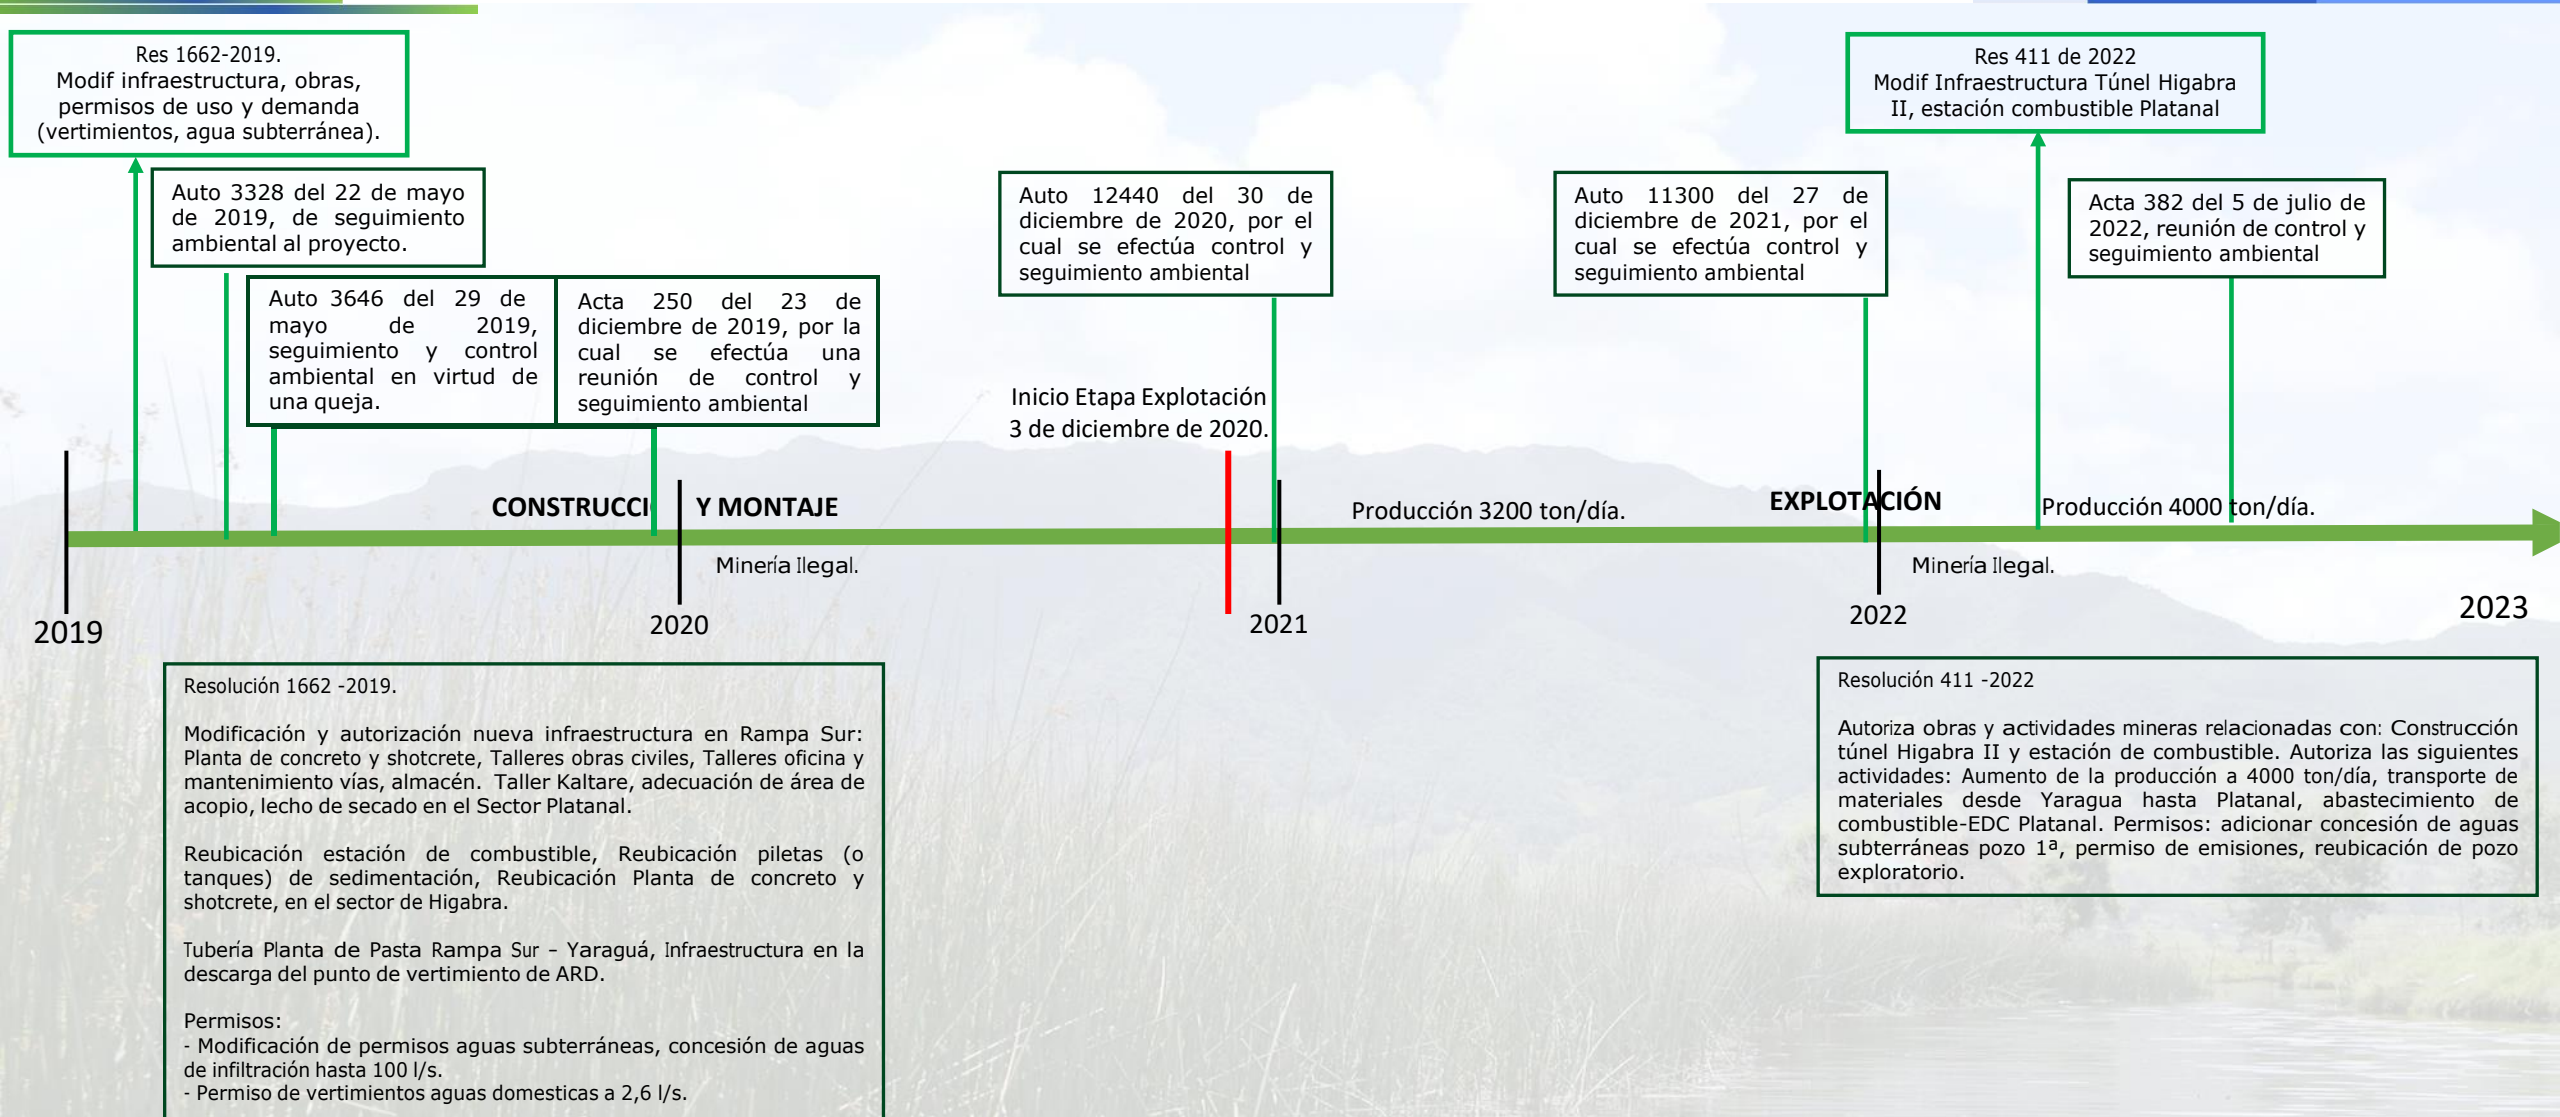 Res 1662-2019.
Modif infraestructura, obras,
permisos de uso y demanda
(vertimientos, agua subterránea).
Res 411 de 2022
Modif Infraestructura Túnel Higabra
II, estación combustible Platanal
Auto 3328 del 22 de mayo
de 2019, de seguimiento
ambiental al proyecto.
Auto 3646 del 29 de
mayo de 2019,
seguimiento y control
ambiental en virtud de
una queja.
Acta 250 del 23 de
diciembre de 2019, por la
cual se efectúa una
reunión de control y
seguimiento ambiental
Auto 12440 del 30 de
diciembre de 2020, por el
cual se efectúa control y
seguimiento ambiental
Auto 11300 del 27 de
diciembre de 2021, por el
cual se efectúa control y
seguimiento ambiental
Acta 382 del 5 de julio de
2022, reunión de control y
seguimiento ambiental
Inicio Etapa Explotación
3 de diciembre de 2020.
CONSTRUCCI Y MONTAJE
Producción 3200 ton/día.
EXPLOTACIÓN
Producción 4000 ton/día.
Minería Ilegal.
Minería Ilegal.
2019
2020
2021
2022
2023
Resolución 1662 -2019.
Modificación y autorización nueva infraestructura en Rampa Sur:
Planta de concreto y shotcrete, Talleres obras civiles, Talleres oficina y
mantenimiento vías, almacén. Taller Kaltare, adecuación de área de
acopio, lecho de secado en el Sector Platanal.
Reubicación estación de combustible, Reubicación piletas (o
tanques) de sedimentación, Reubicación Planta de concreto y
shotcrete, en el sector de Higabra.
Tubería Planta de Pasta Rampa Sur – Yaraguá, Infraestructura en la
descarga del punto de vertimiento de ARD.
Permisos:
- Modificación de permisos aguas subterráneas, concesión de aguas
de infiltración hasta 100 l/s.
- Permiso de vertimientos aguas domesticas a 2,6 l/s.
Resolución 411 -2022
Autoriza obras y actividades mineras relacionadas con: Construcción
túnel Higabra II y estación de combustible. Autoriza las siguientes
actividades: Aumento de la producción a 4000 ton/día, transporte de
materiales desde Yaragua hasta Platanal, abastecimiento de
combustible-EDC Platanal. Permisos: adicionar concesión de aguas
subterráneas pozo 1ª, permiso de emisiones, reubicación de pozo
exploratorio.